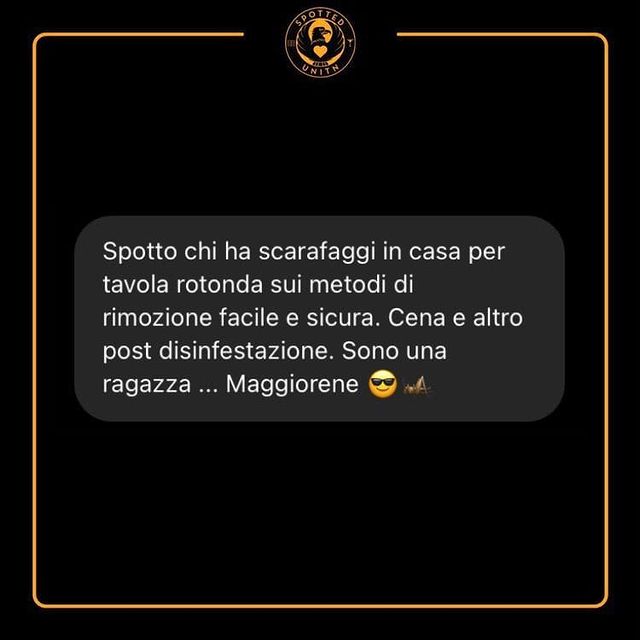 SPOTTED
UNITN
Spotto chi ha scarafaggi in casa per
tavola rotonda sui metodi di
rimozione facile e sicura. Cena e altro
post disinfestazione. Sono una
ragazza ... Maggiorene 😎🦗